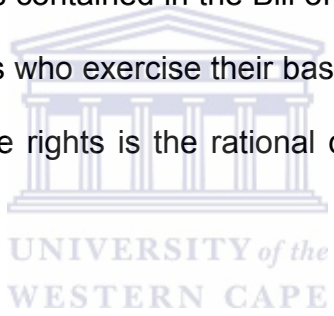 s contained in the Bill of
s who exercise their bas
e rights is the rational c
UNIVERSITY of the
WESTERN CAPE